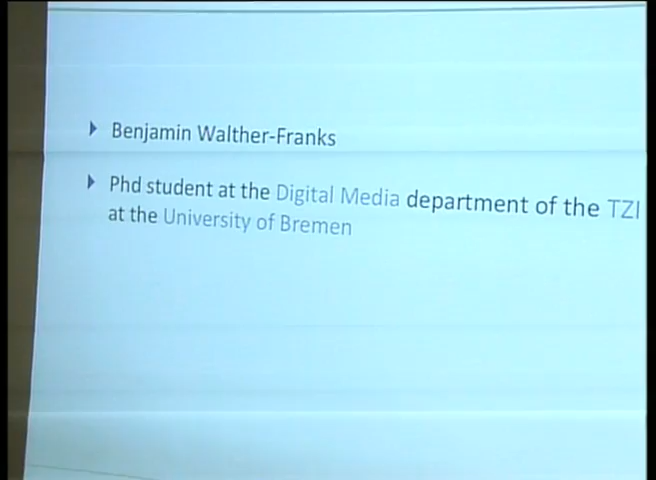 Benjamin Walther-Franks
Phd student at the Digital Media department of the TZI
at the University of Bremen